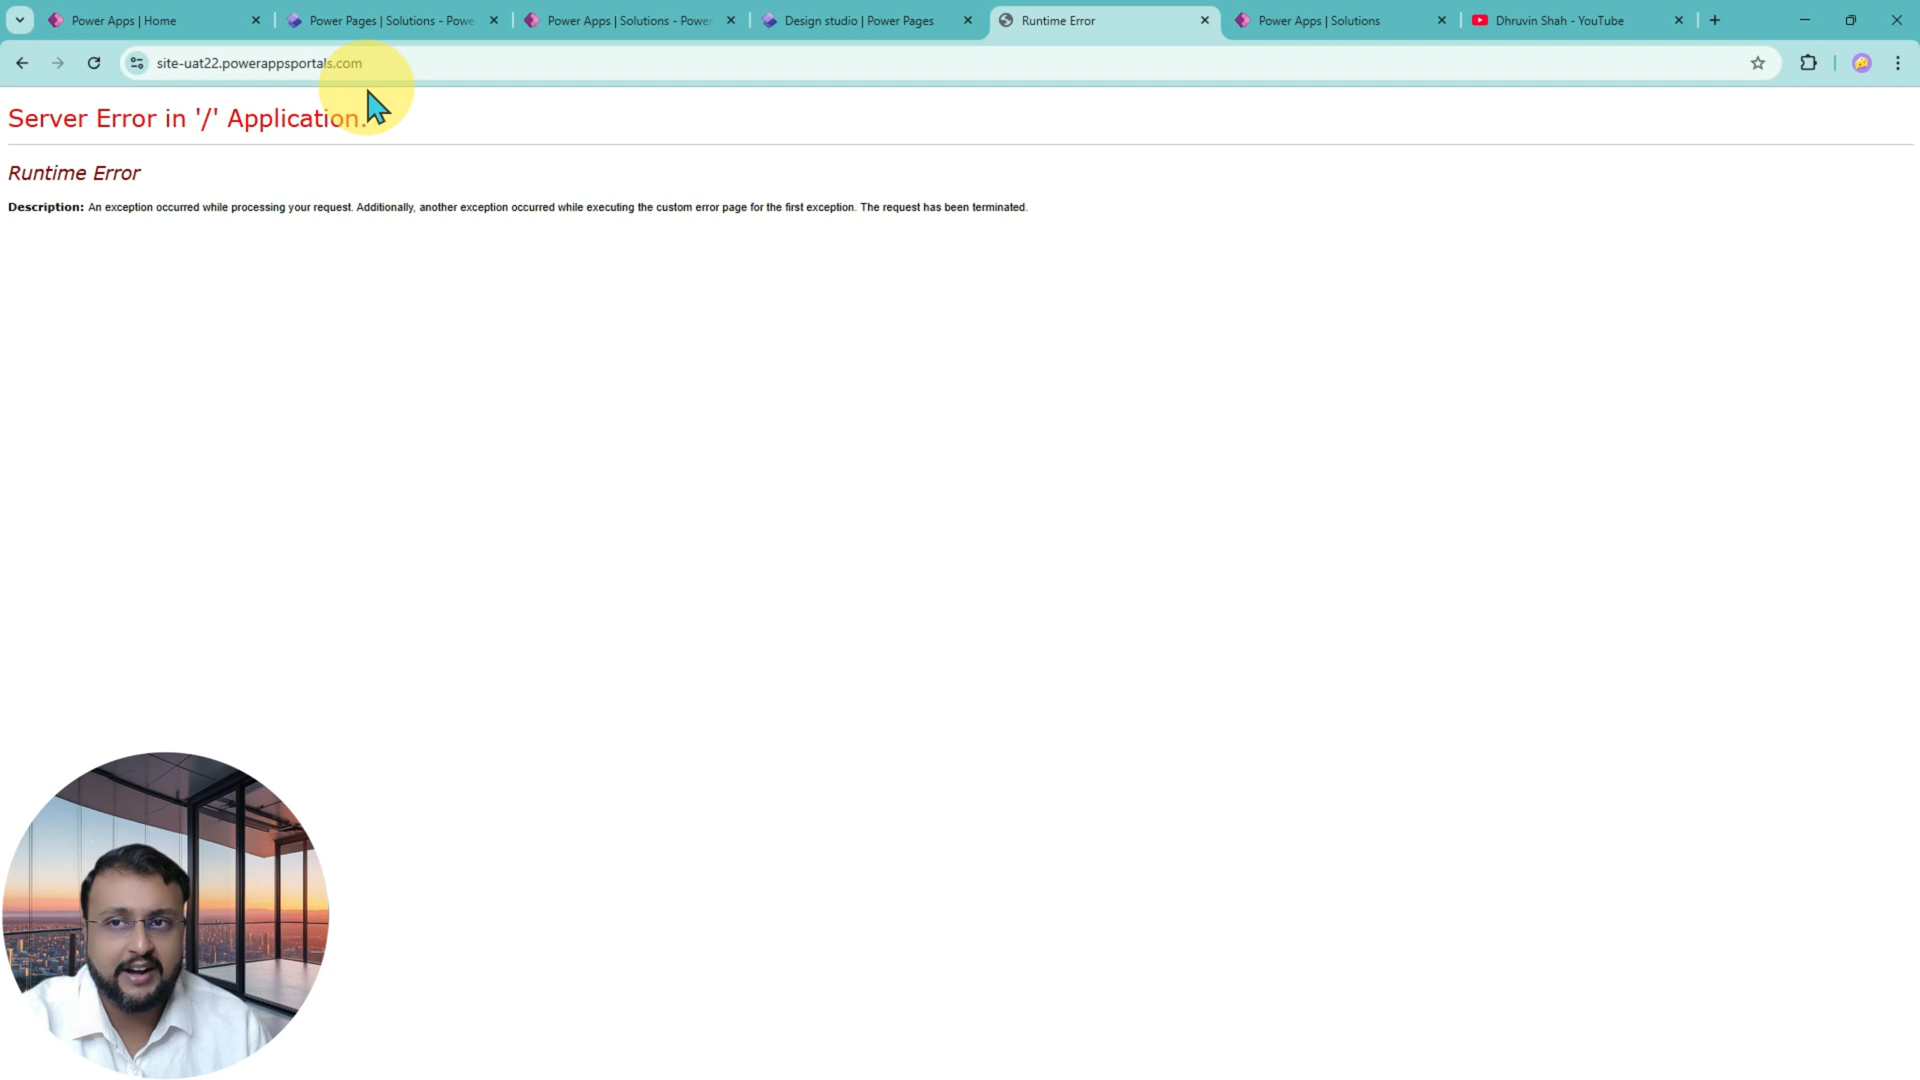 Power Apps | Home
Power Pages | Solutions - Powe
Power Apps | Solutions - Power
Design studio | Power Pages
Runtime Error
Power Apps | Solutions
Dhruvin Shah - YouTube
site-uat22.powerappsportals.com
Server Error in '/' Application.
Runtime Error
Description: An exception occurred while processing your request. Additionally, another exception occurred while executing the custom error page for the first exception. The request has been terminated.